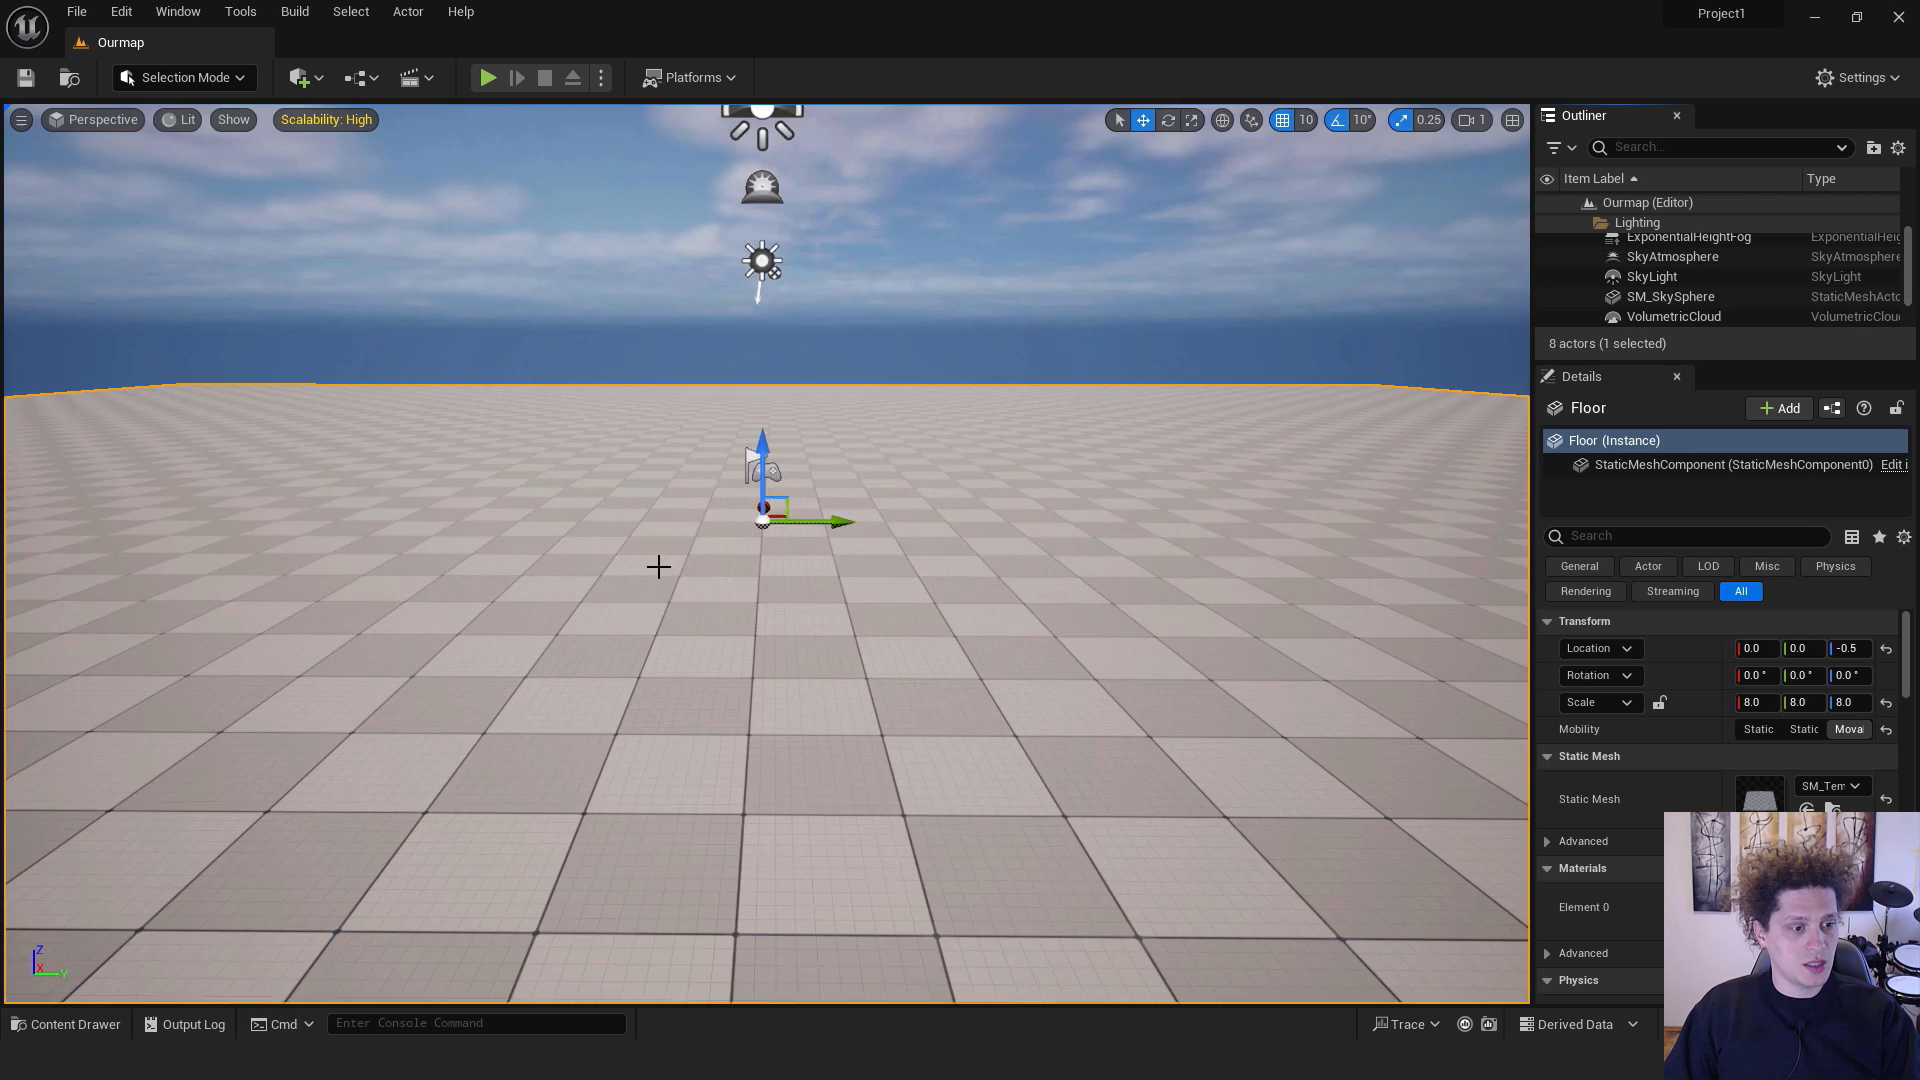 File Edit Window Tools Build Select Actor Help
Project1
Ourmap
Selection Mode
Platforms
Settings
Perspective Lit Show Scalability: High
10 10° 0.25 1
Outliner
Search...
Item Label Type
Ourmap (Editor)
Lighting
ExponentialHeightFog ExponentialHeig
SkyAtmosphere SkyAtmosphere
SkyLight SkyLight
SM_SkySphere StaticMeshActo
VolumetricCloud VolumetricClou
8 actors (1 selected)
Details
Floor Add
Floor (Instance)
StaticMeshComponent (StaticMeshComponent0) Edit i
Search
General Actor LOD Misc Physics
Rendering Streaming All
Transform
Location 0.0 0.0 -0.5
Rotation 0.0 ° 0.0 ° 0.0 °
Scale 8.0 8.0 8.0
Mobility Static Static Moval
Static Mesh
Static Mesh SM_Tem
Advanced
Materials
Element 0
Advanced
Physics
Z
X Y
Content Drawer Output Log Cmd Enter Console Command Trace Derived Data